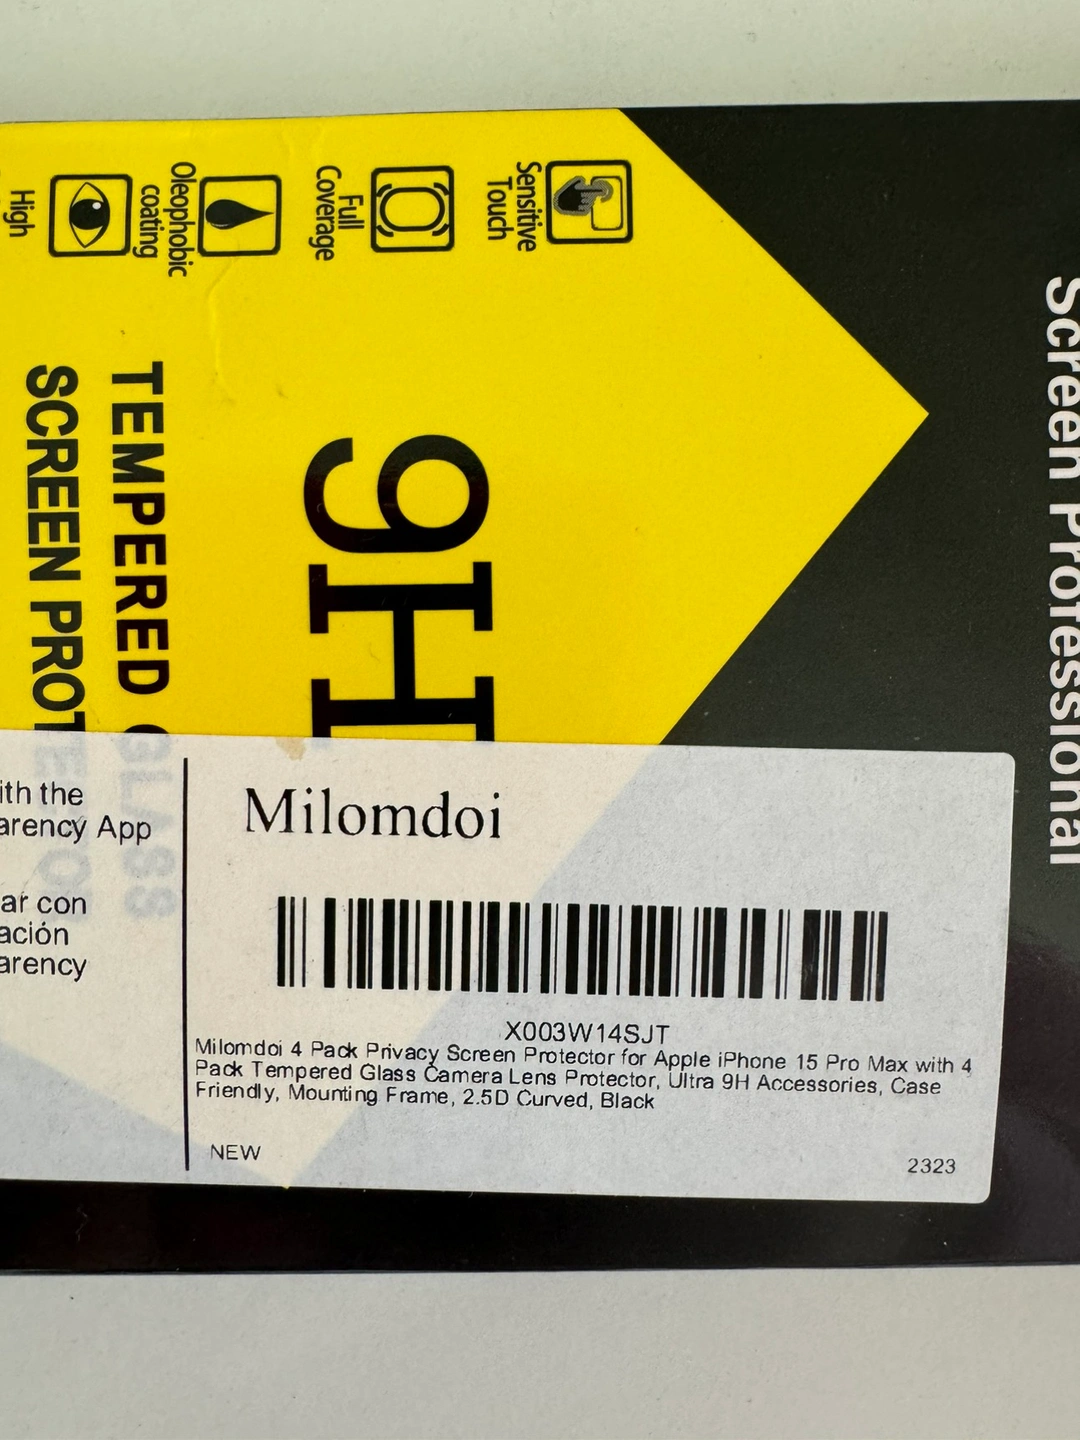 Sensitive
Touch
Full
Coverage
Oleophobic
coating
High
9H
TEMPERED GLASS
SCREEN PROTECTOR
Screen Professional
ith the
arency App
ar con
ación
arency
Milomdoi
X003W14SJT
Milomdoi 4 Pack Privacy Screen Protector for Apple iPhone 15 Pro Max with 4
Pack Tempered Glass Camera Lens Protector, Ultra 9H Accessories, Case
Friendly, Mounting Frame, 2.5D Curved, Black
NEW
2323